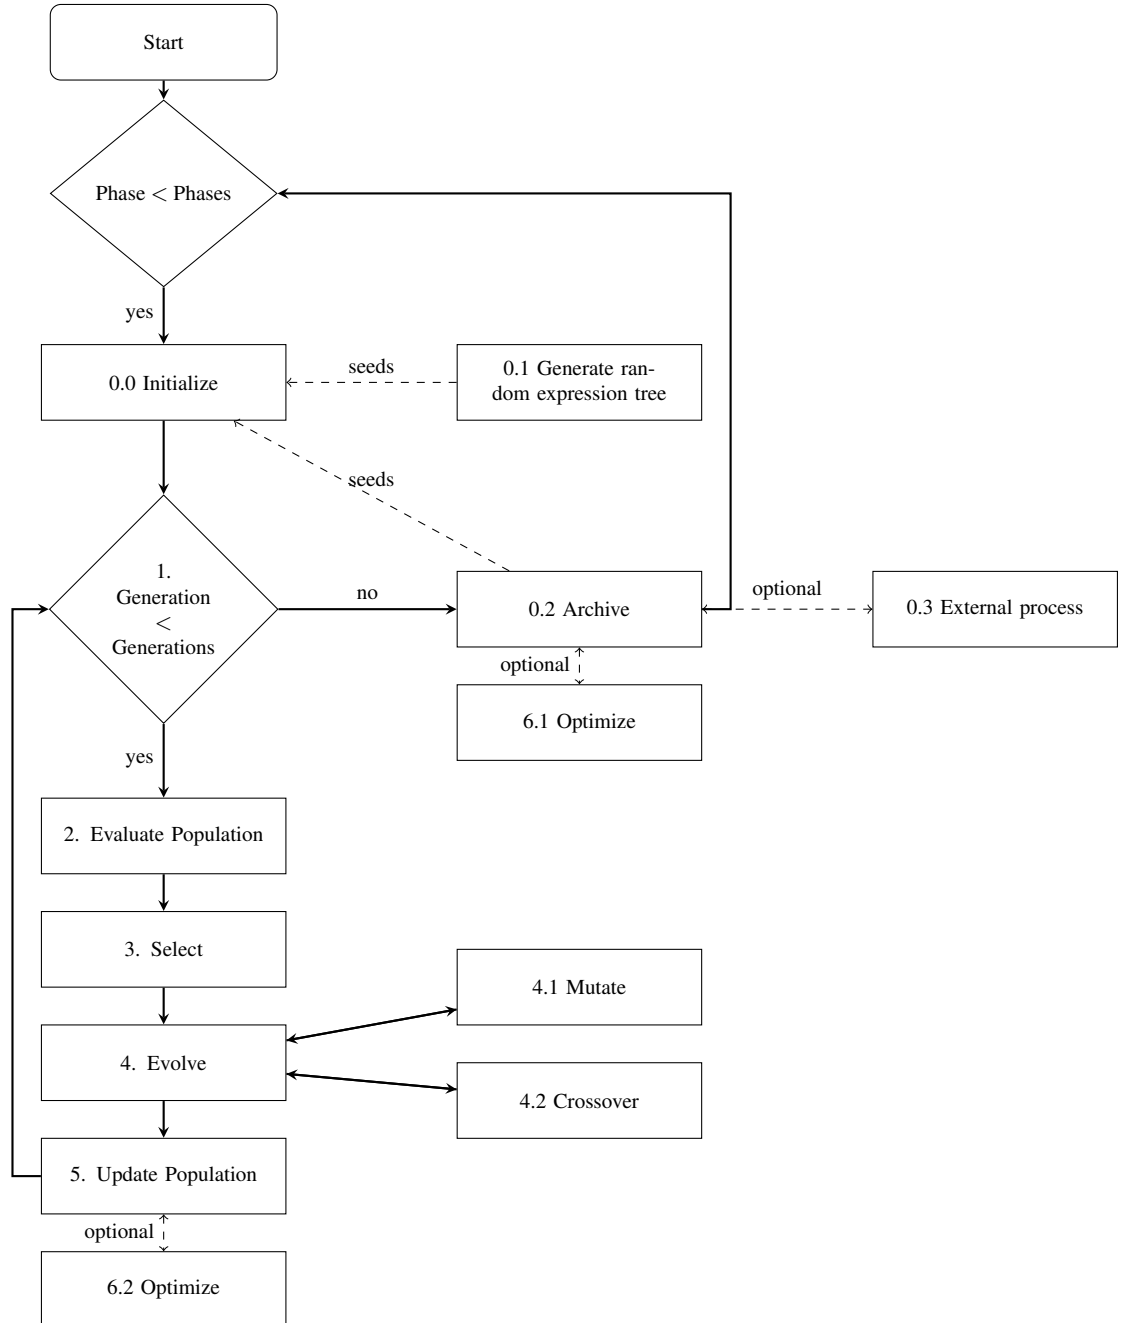 Start
Phase < Phases
yes
0.0 Initialize
seeds
0.1 Generate ran-
dom expression tree
seeds
1.
Generation
<
Generations
no
0.2 Archive
optional
0.3 External process
optional
6.1 Optimize
yes
2. Evaluate Population
3. Select
4.1 Mutate
4. Evolve
4.2 Crossover
5. Update Population
optional
6.2 Optimize